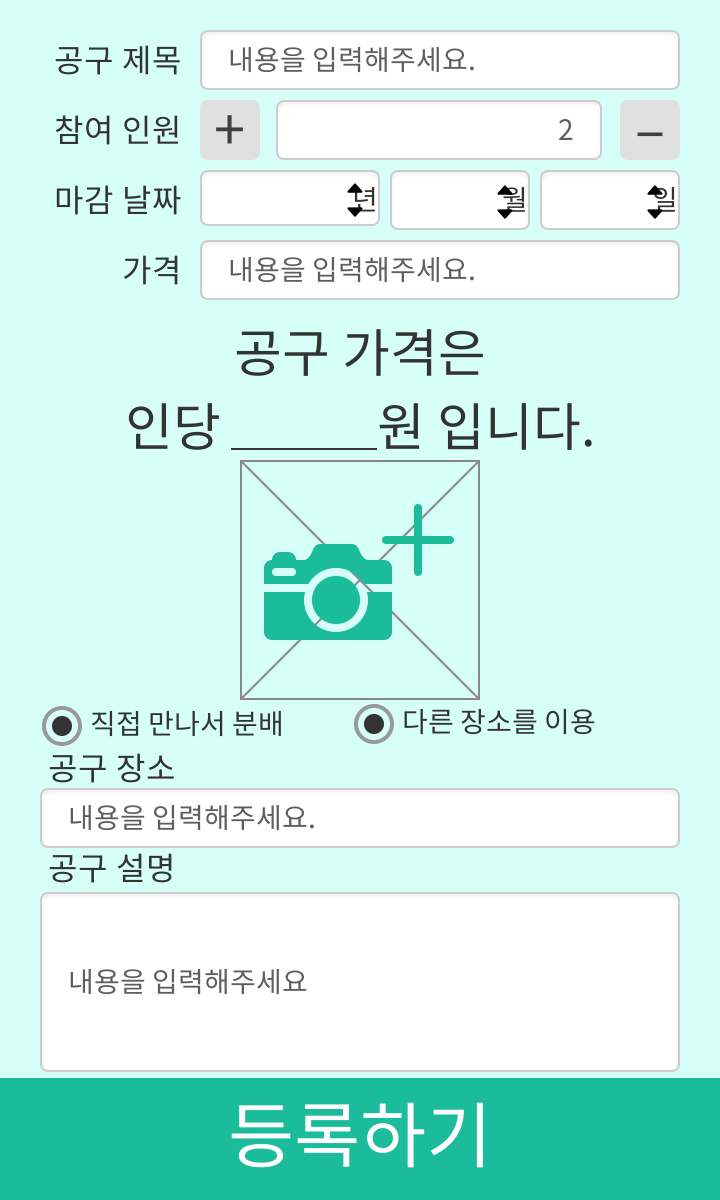 공구 제목 내용을 입력해주세요.
참여 인원 + 2 –
마감 날짜 년 월 일
가격 내용을 입력해주세요.
공구 가격은
인당 ______원 입니다.
직접 만나서 분배 다른 장소를 이용
공구 장소
내용을 입력해주세요.
공구 설명
내용을 입력해주세요
등록하기